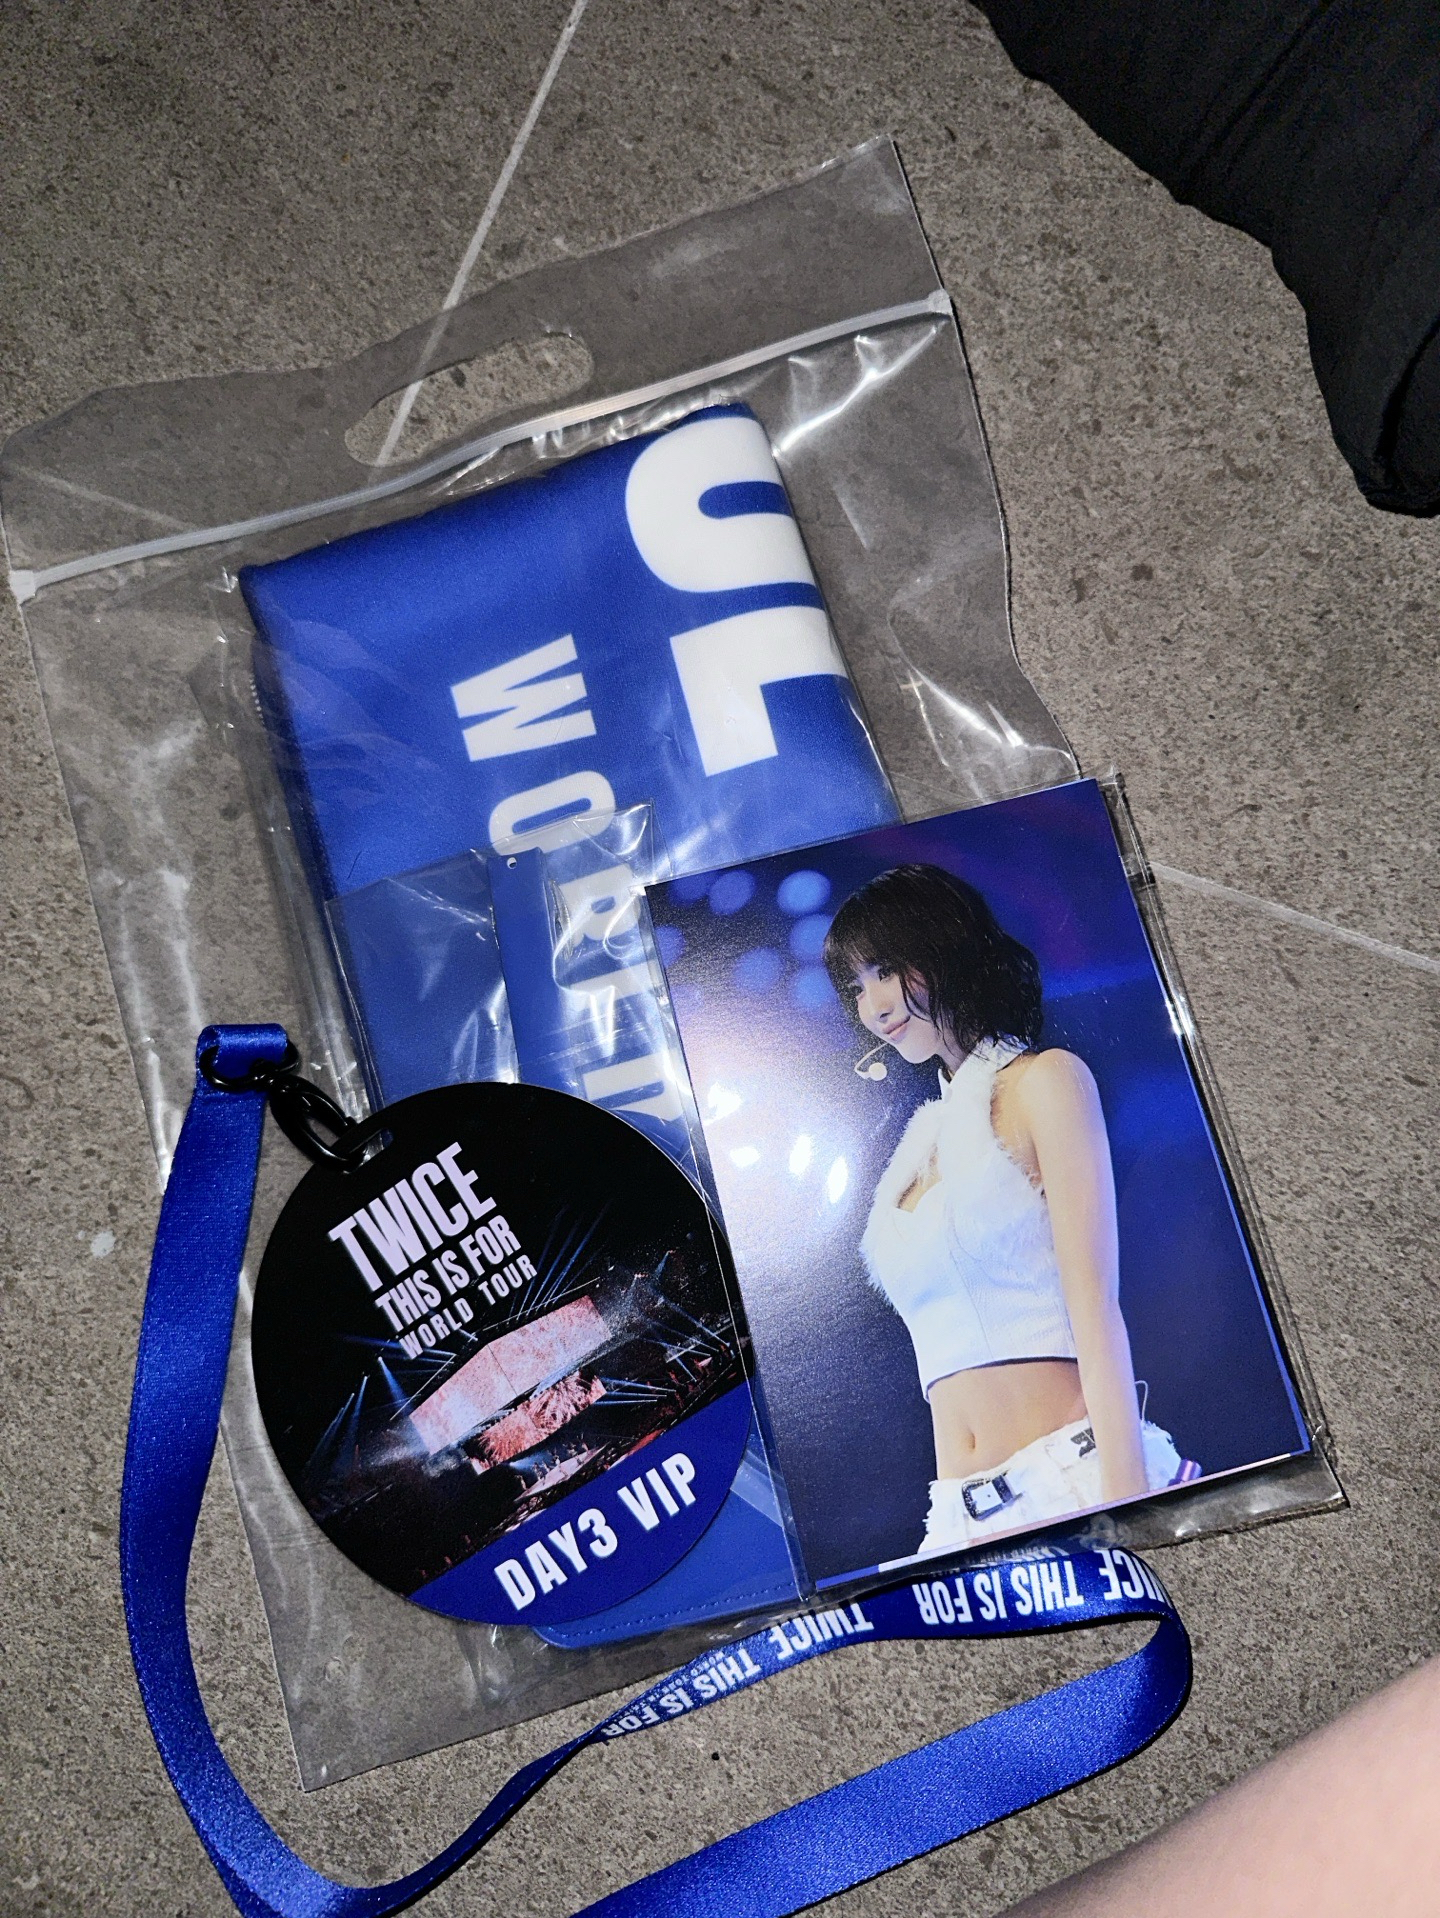 WORLD
TWICE
THIS IS FOR
WORLD TOUR
DAY3 VIP
TWICE THIS IS FOR
TWICE THIS IS FOR